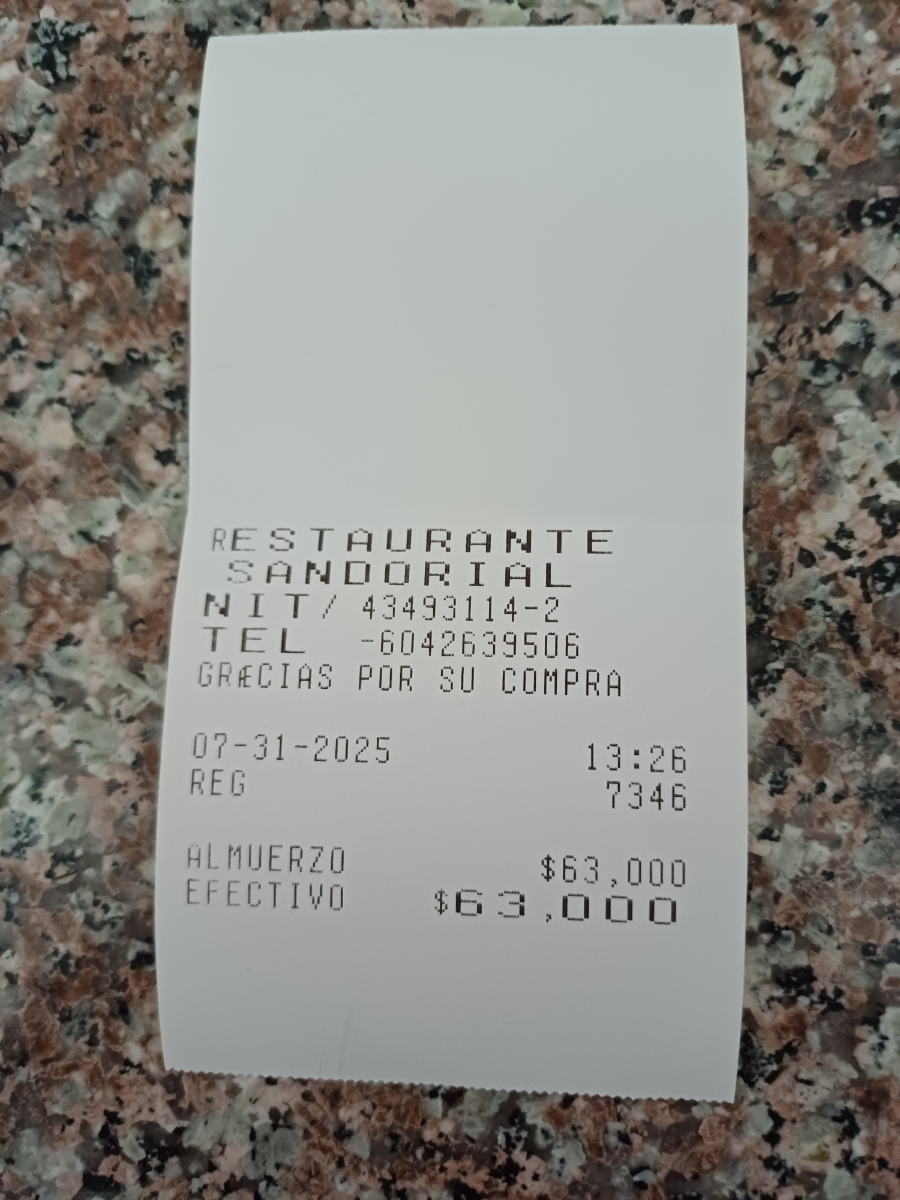 RESTAURANTE
SANDORIAL
NIT/ 43493114-2
TEL -6042639506
GRÆCIAS POR SU COMPRA
07-31-2025 13:26
REG 7346
ALMUERZO $63,000
EFECTIVO $63,000